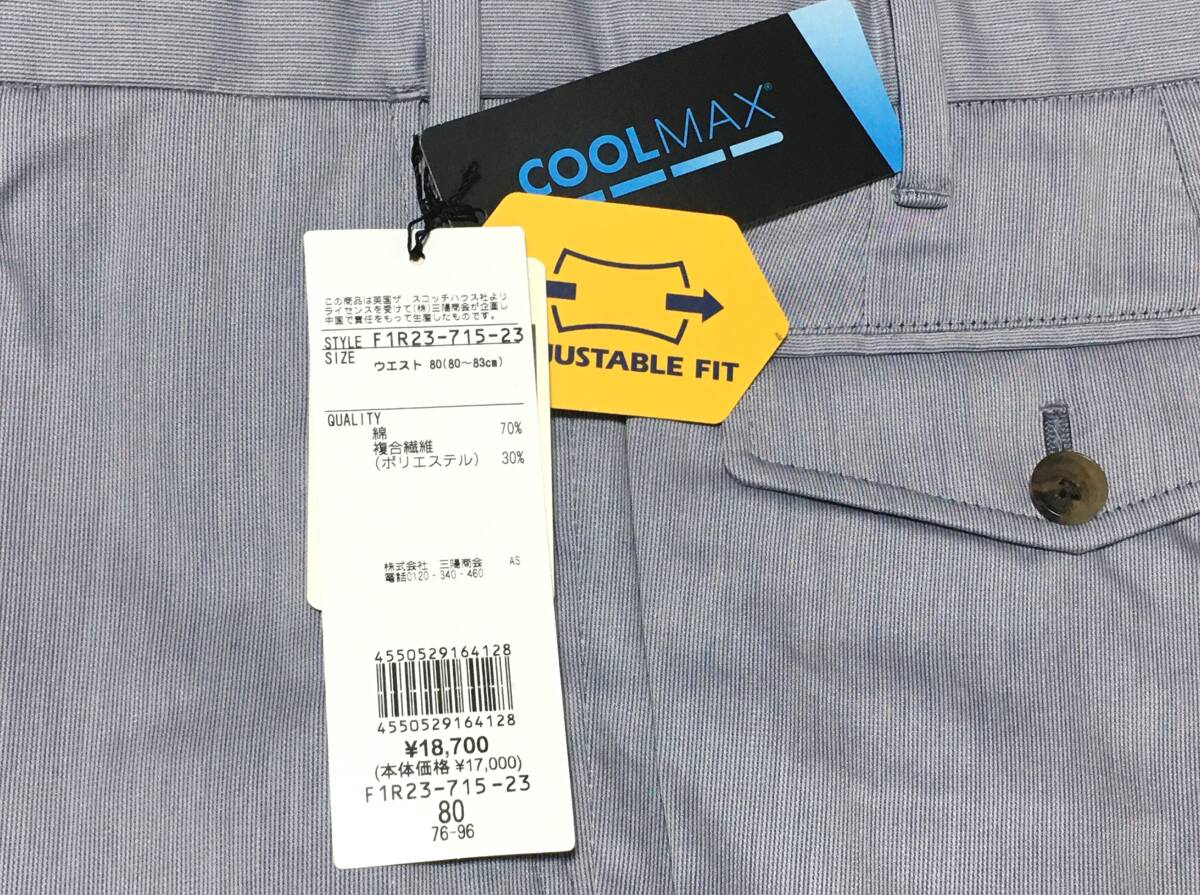 COOLMAX®
JUSTABLE FIT
この商品は英国ザ スコッチハウス社より
ライセンスを受けて(株)三陽商会が企画し
中国で責任をもって生産したものです。
STYLE F1R23-715-23
SIZE ウエスト 80(80～83cm)
QUALITY
綿 70%
複合繊維
(ポリエステル) 30%
株式会社 三陽商会 AS
電話0120-340-460
4550529164128
4550529164128
¥18,700
(本体価格 ¥17,000)
F1R23-715-23
80
76-96